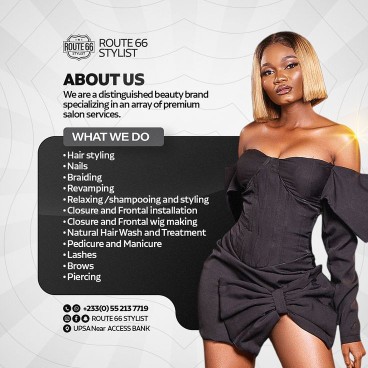 ROUTE 66
STYLIST
ROUTE 66
STYLIST
ABOUT US
We are a distinguished beauty brand
specializing in an array of premium
salon services.
WHAT WE DO
• Hair styling
• Nails
• Braiding
• Revamping
• Relaxing /shampooing and styling
• Closure and Frontal installation
• Closure and Frontal wig making
• Natural Hair Wash and Treatment
• Pedicure and Manicure
• Lashes
• Brows
• Piercing
+233(0) 55 213 7719
ROUTE 66 STYLIST
UPSA Near ACCESS BANK